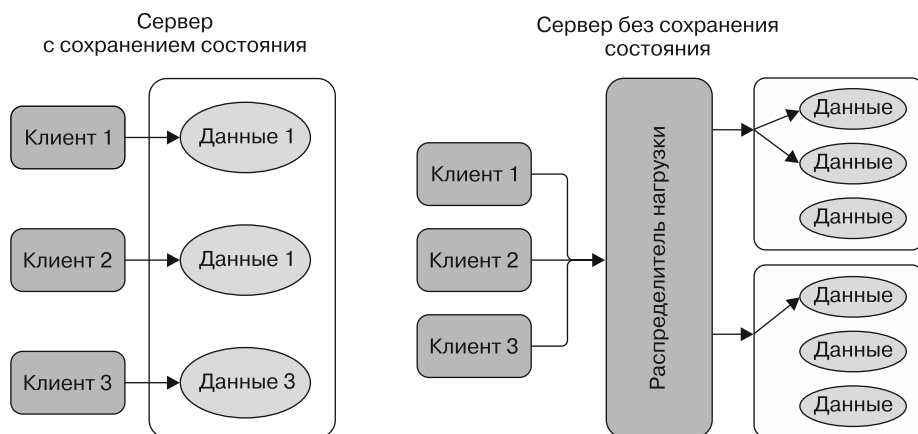 Сервер
с сохранением состояния
Клиент 1
Данные 1
Клиент 2
Данные 1
Клиент 3
Данные 3
Сервер без сохранения
состояния
Клиент 1
Клиент 2
Клиент 3
Распределитель нагрузки
Данные
Данные
Данные
Данные
Данные
Данные